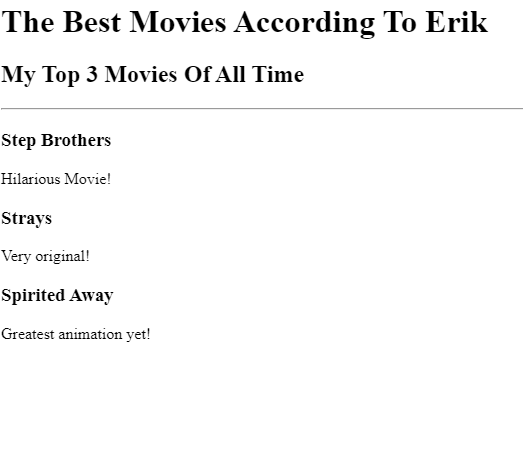 The Best Movies According To Erik
My Top 3 Movies Of All Time
Step Brothers
Hilarious Movie!
Strays
Very original!
Spirited Away
Greatest animation yet!